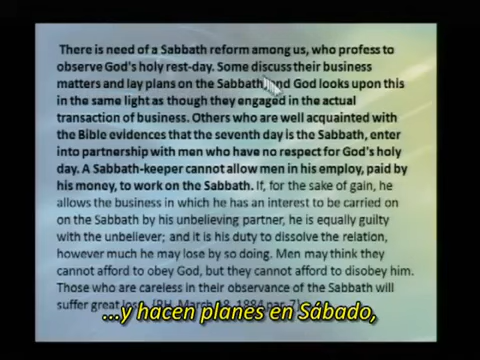 There is need of a Sabbath reform among us, who profess to
observe God's holy rest-day. Some discuss their business
matters and lay plans on the Sabbath, and God looks upon this
in the same light as though they engaged in the actual
transaction of business. Others who are well acquainted with
the Bible evidences that the seventh day is the Sabbath, enter
into partnership with men who have no respect for God's holy
day. A Sabbath-keeper cannot allow men in his employ, paid by
his money, to work on the Sabbath. If, for the sake of gain, he
allows the business in which he has an interest to be carried on
on the Sabbath by his unbelieving partner, he is equally guilty
with the unbeliever; and it is his duty to dissolve the relation,
however much he may lose by so doing. Men may think they
cannot afford to obey God, but they cannot afford to disobey him.
Those who are careless in their observance of the Sabbath will
suffer great loss. {RH, March 18, 1884 par. 7}
...y hacen planes en Sábado,